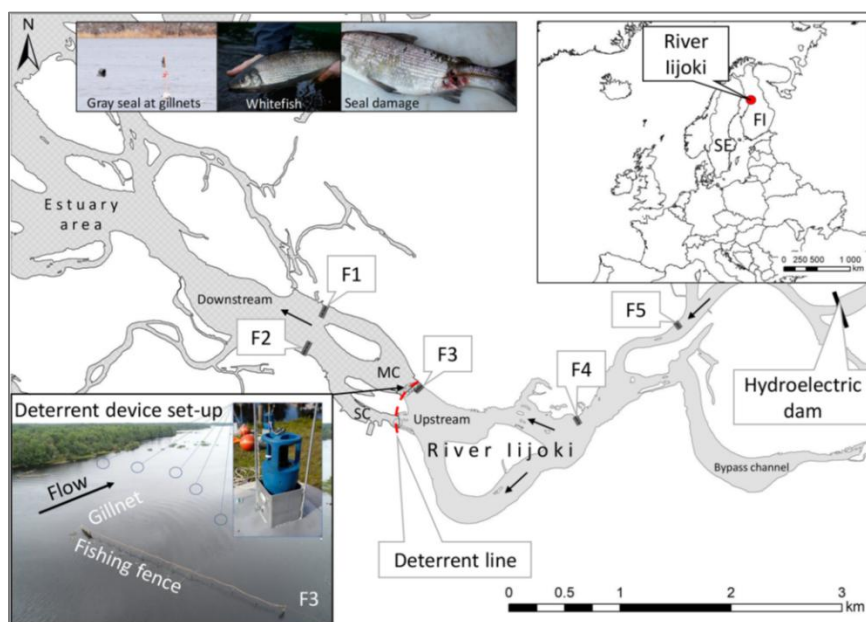 N
Gray seal at gillnets
Whitefish
Seal damage
River
Iijoki
FI
SE
0 250 500 1 000
km
Estuary
area
Downstream
F1
F2
MC
F3
SC
Upstream
F4
F5
River Iijoki
Hydroelectric
dam
Bypass channel
Deterrent line
Deterrent device set-up
Flow
Gillnet
Fishing fence
F3
0 0.5 1 2 3
km